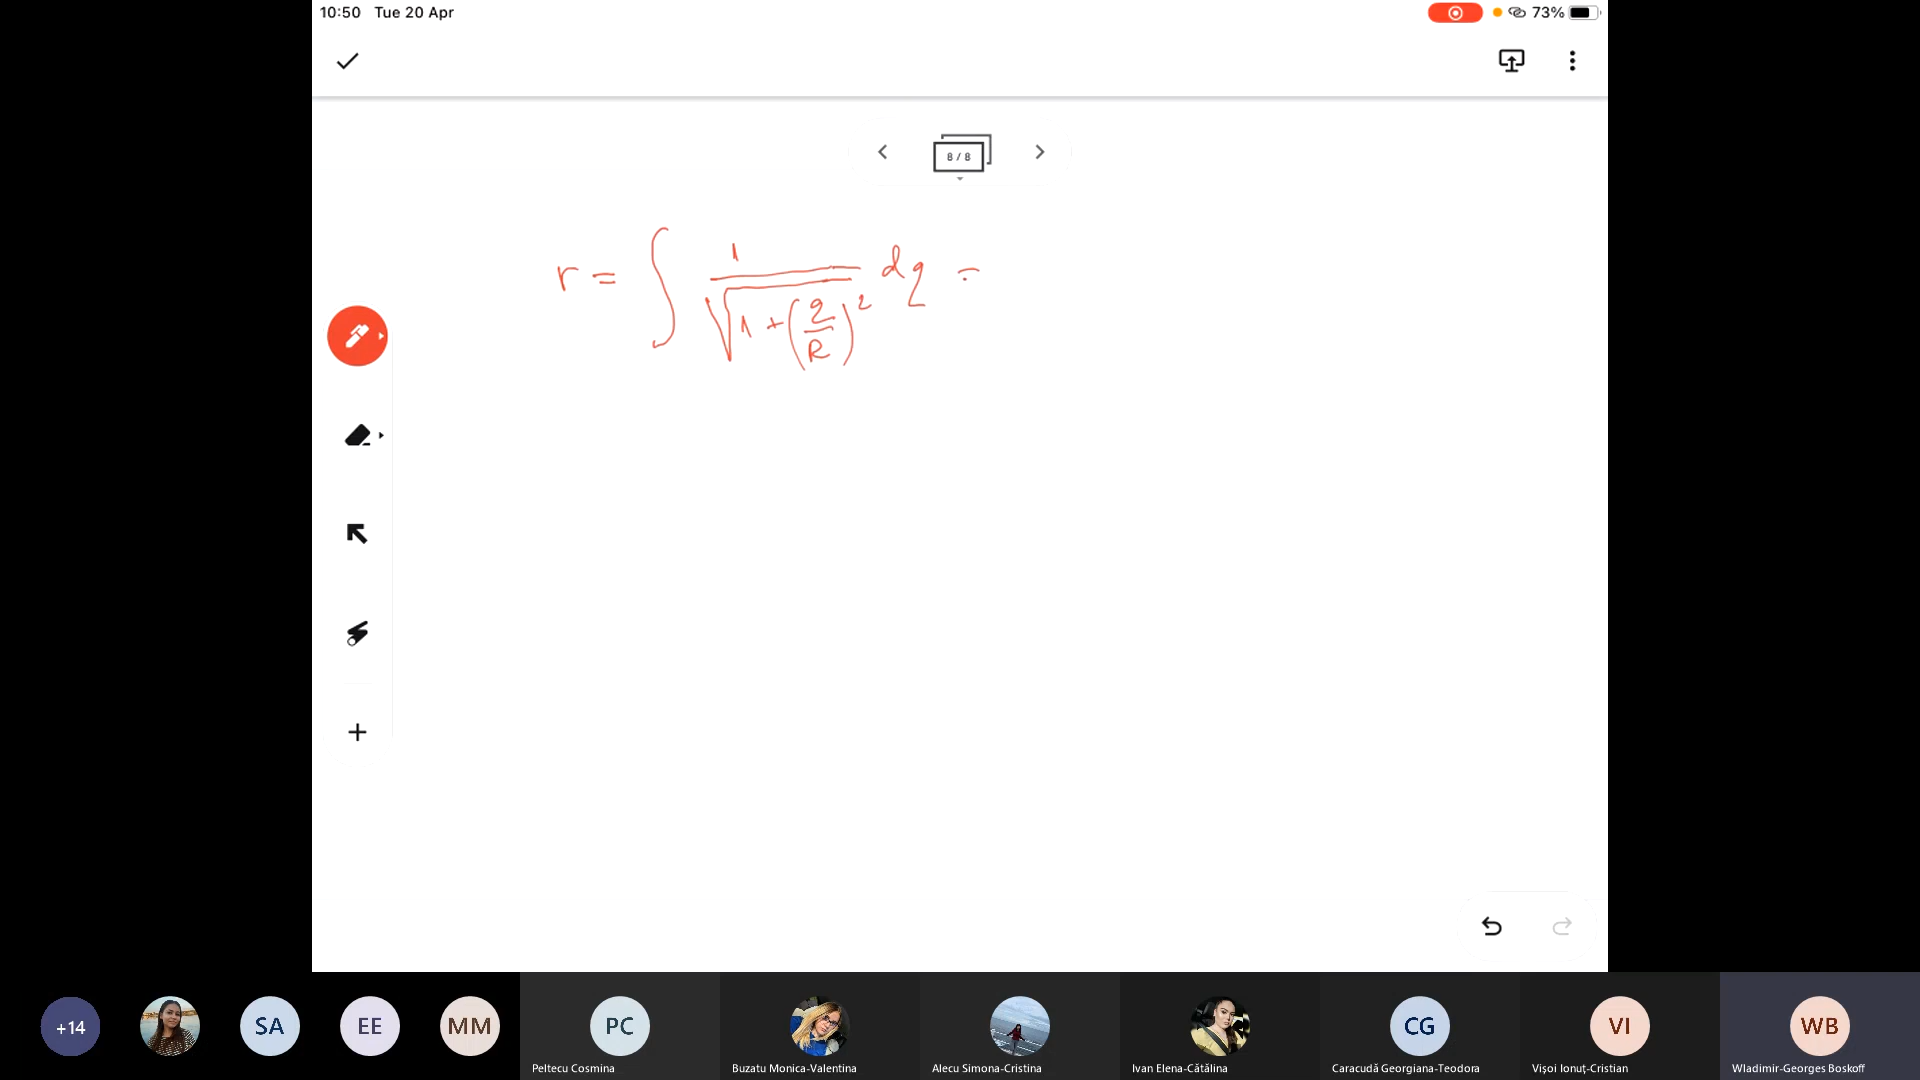 10:50 Tue 20 Apr 73%
8 / 8
r = ∫ 1 / √(1 + (q/R)²) dq =
+14 SA EE MM PC CG VI WB
Peltecu Cosmina Buzatu Monica-Valentina Alecu Simona-Cristina Ivan Elena-Cătălina Caracudă Georgiana-Teodora Vișoi Ionuț-Cristian Wladimir-Georges Boskoff